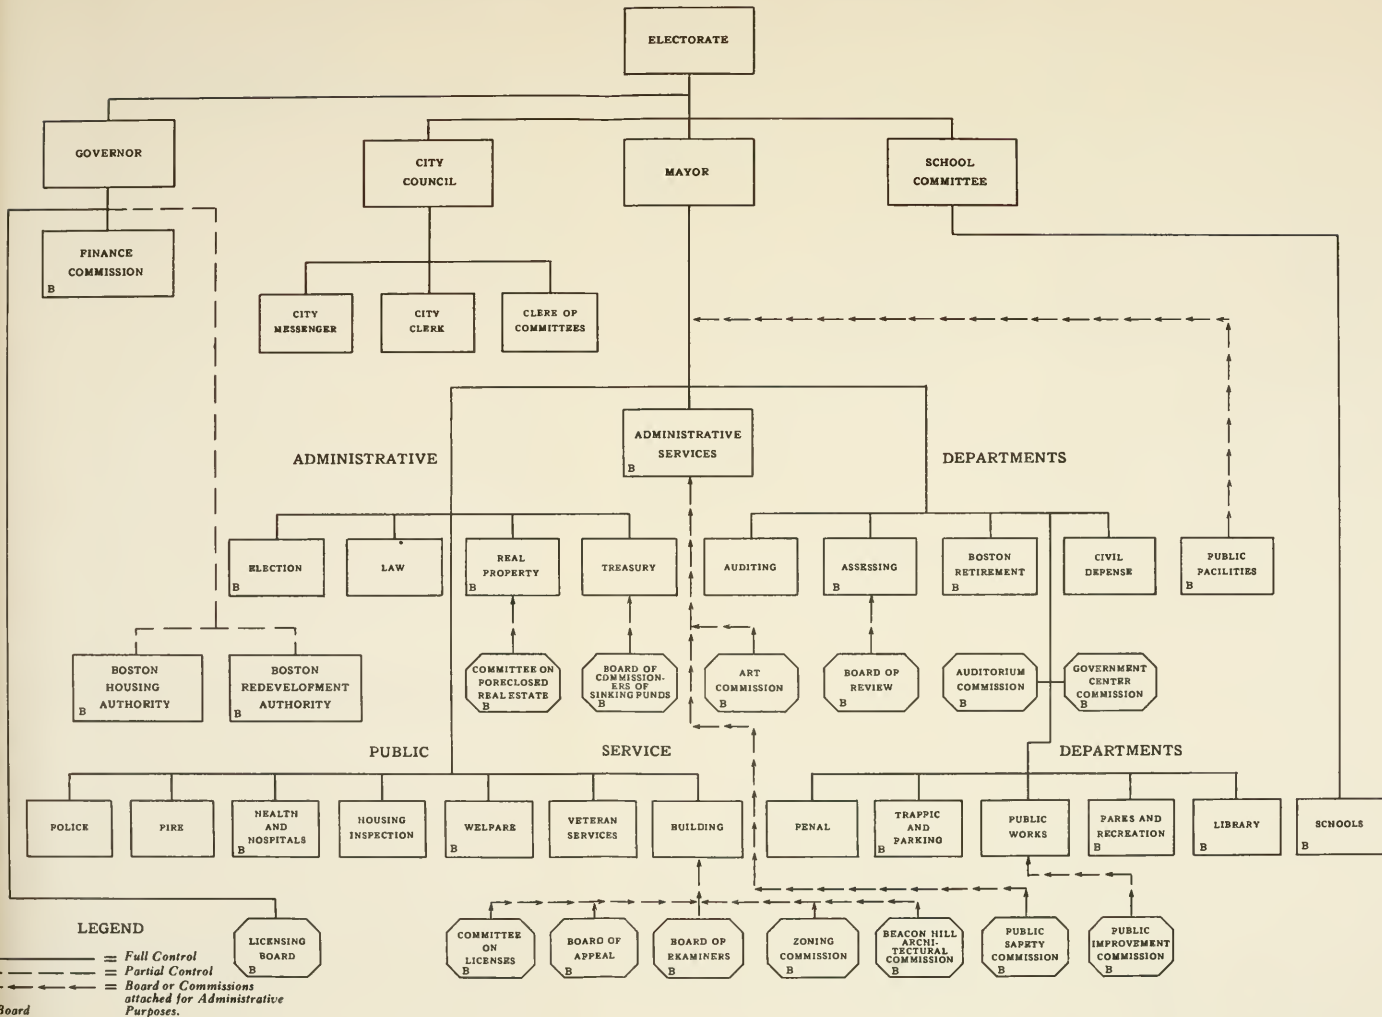 ELECTORATE
GOVERNOR
CITY
COUNCIL
MAYOR
SCHOOL
COMMITTEE
FINANCE
COMMISSION
B
CITY
MESSENGER
CITY
CLERK
CLERK OF
COMMITTEES
ADMINISTRATIVE
SERVICES
B
ADMINISTRATIVE DEPARTMENTS
ELECTION
B
LAW
REAL
PROPERTY
B
TREASURY
AUDITING
ASSESSING
B
BOSTON
RETIREMENT
B
CIVIL
DEFENSE
PUBLIC
FACILITIES
B
BOSTON
HOUSING
AUTHORITY
B
BOSTON
REDEVELOPMENT
AUTHORITY
B
COMMITTEE ON
FORECLOSED
REAL ESTATE
B
BOARD OF
COMMISSION-
ERS OF
SINKING FUNDS
B
ART
COMMISSION
B
BOARD OF
REVIEW
B
AUDITORIUM
COMMISSION
B
GOVERNMENT
CENTER
COMMISSION
B
PUBLIC SERVICE DEPARTMENTS
POLICE
FIRE
HEALTH
AND
HOSPITALS
B
HOUSING
INSPECTION
WELFARE
B
VETERAN
SERVICES
BUILDING
PENAL
TRAFFIC
AND
PARKING
B
PUBLIC
WORKS
PARKS AND
RECREATION
B
LIBRARY
B
SCHOOLS
B
LICENSING
BOARD
B
COMMITTEE
ON
LICENSES
B
BOARD OF
APPEAL
B
BOARD OF
EXAMINERS
B
ZONING
COMMISSION
B
BEACON HILL
ARCHI-
TECTURAL
COMMISSION
B
PUBLIC
SAFETY
COMMISSION
B
PUBLIC
IMPROVEMENT
COMMISSION
B
LEGEND
= Full Control
= Partial Control
= Board or Commissions
attached for Administrative
Purposes.
Board